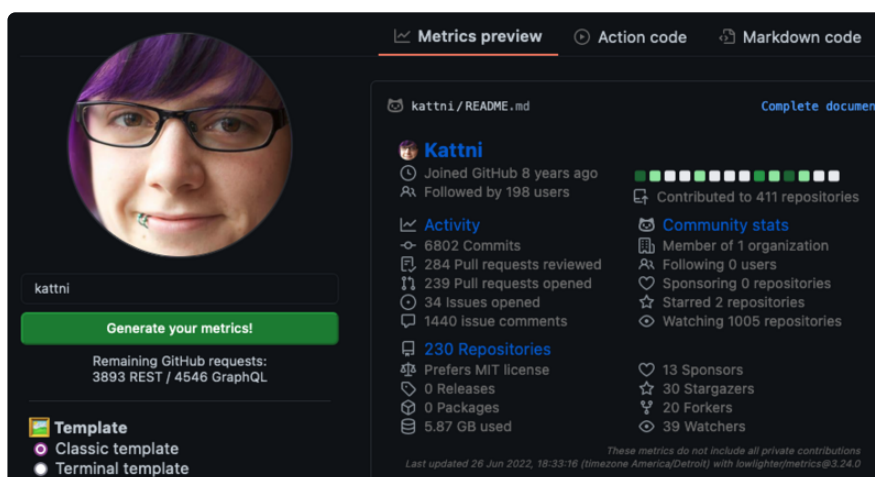 Metrics preview
Action code
Markdown code
kattni/README.md
Complete documen
Kattni
Joined GitHub 8 years ago
Followed by 198 users
Contributed to 411 repositories
Activity
6802 Commits
284 Pull requests reviewed
239 Pull requests opened
34 Issues opened
1440 issue comments
Community stats
Member of 1 organization
Following 0 users
Sponsoring 0 repositories
Starred 2 repositories
Watching 1005 repositories
230 Repositories
Prefers MIT license
0 Releases
0 Packages
5.87 GB used
13 Sponsors
30 Stargazers
20 Forkers
39 Watchers
These metrics do not include all private contributions
Last updated 26 Jun 2022, 18:33:16 (timezone America/Detroit) with lowlighter/metrics@3.24.0
kattni
Generate your metrics!
Remaining GitHub requests:
3893 REST / 4546 GraphQL
Template
Classic template
Terminal template